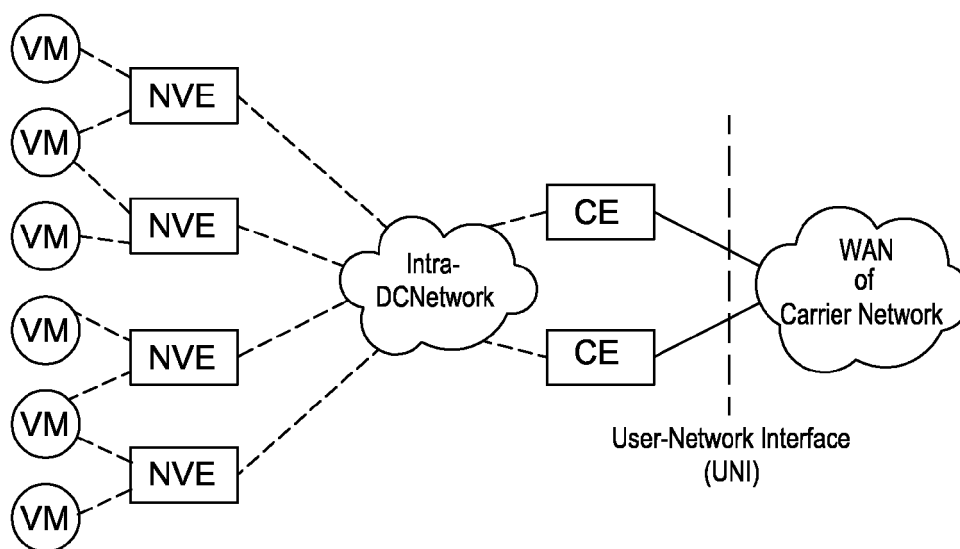 VM
VM
VM
VM
VM
VM
NVE
NVE
NVE
NVE
Intra-
DCNetwork
CE
CE
WAN
of
Carrier Network
User-Network Interface
(UNI)